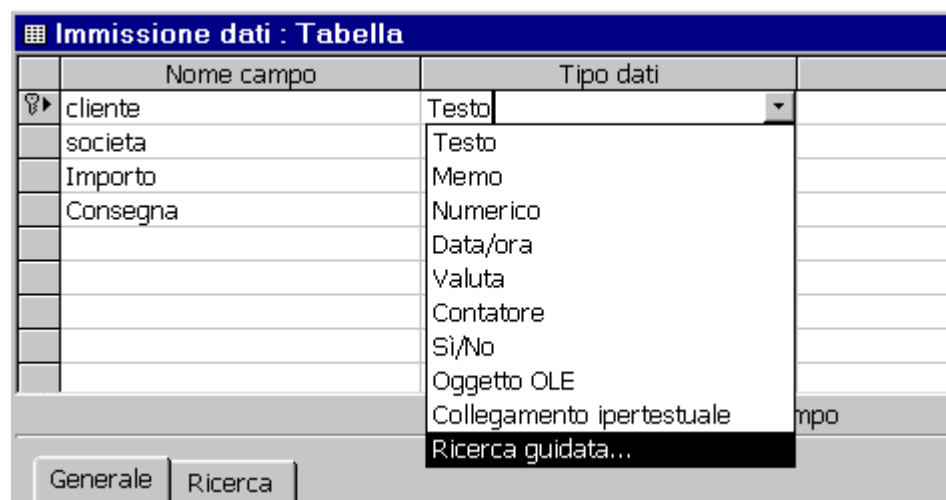 Immissione dati : Tabella
Nome campo Tipo dati
cliente Testo
societa Testo
Importo Memo
Consegna Numerico
Data/ora
Valuta
Contatore
Sì/No
Oggetto OLE
Collegamento ipertestuale mpo
Ricerca guidata...
Generale Ricerca